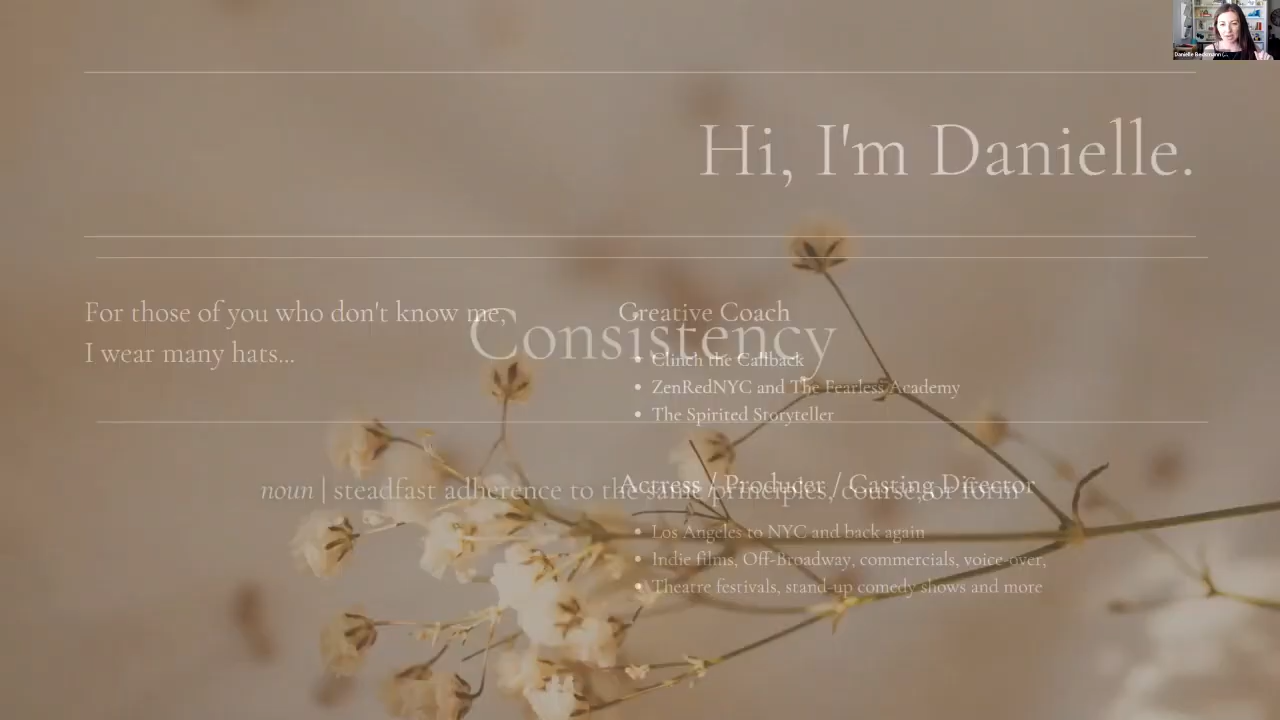 Hi, I'm Danielle.
For those of you who don't know me,
I wear many hats...
Creative Coach
• Clinch the Callback
• ZenRedNYC and The Fearless Academy
• The Spirited Storyteller
Actress / Producer / Casting Director
• Los Angeles to NYC and back again
• Indie films, Off-Broadway, commercials, voice-over,
• Theatre festivals, stand-up comedy shows and more
Consistency
noun | steadfast adherence to the same principles, course, or form
Danielle Beckmann